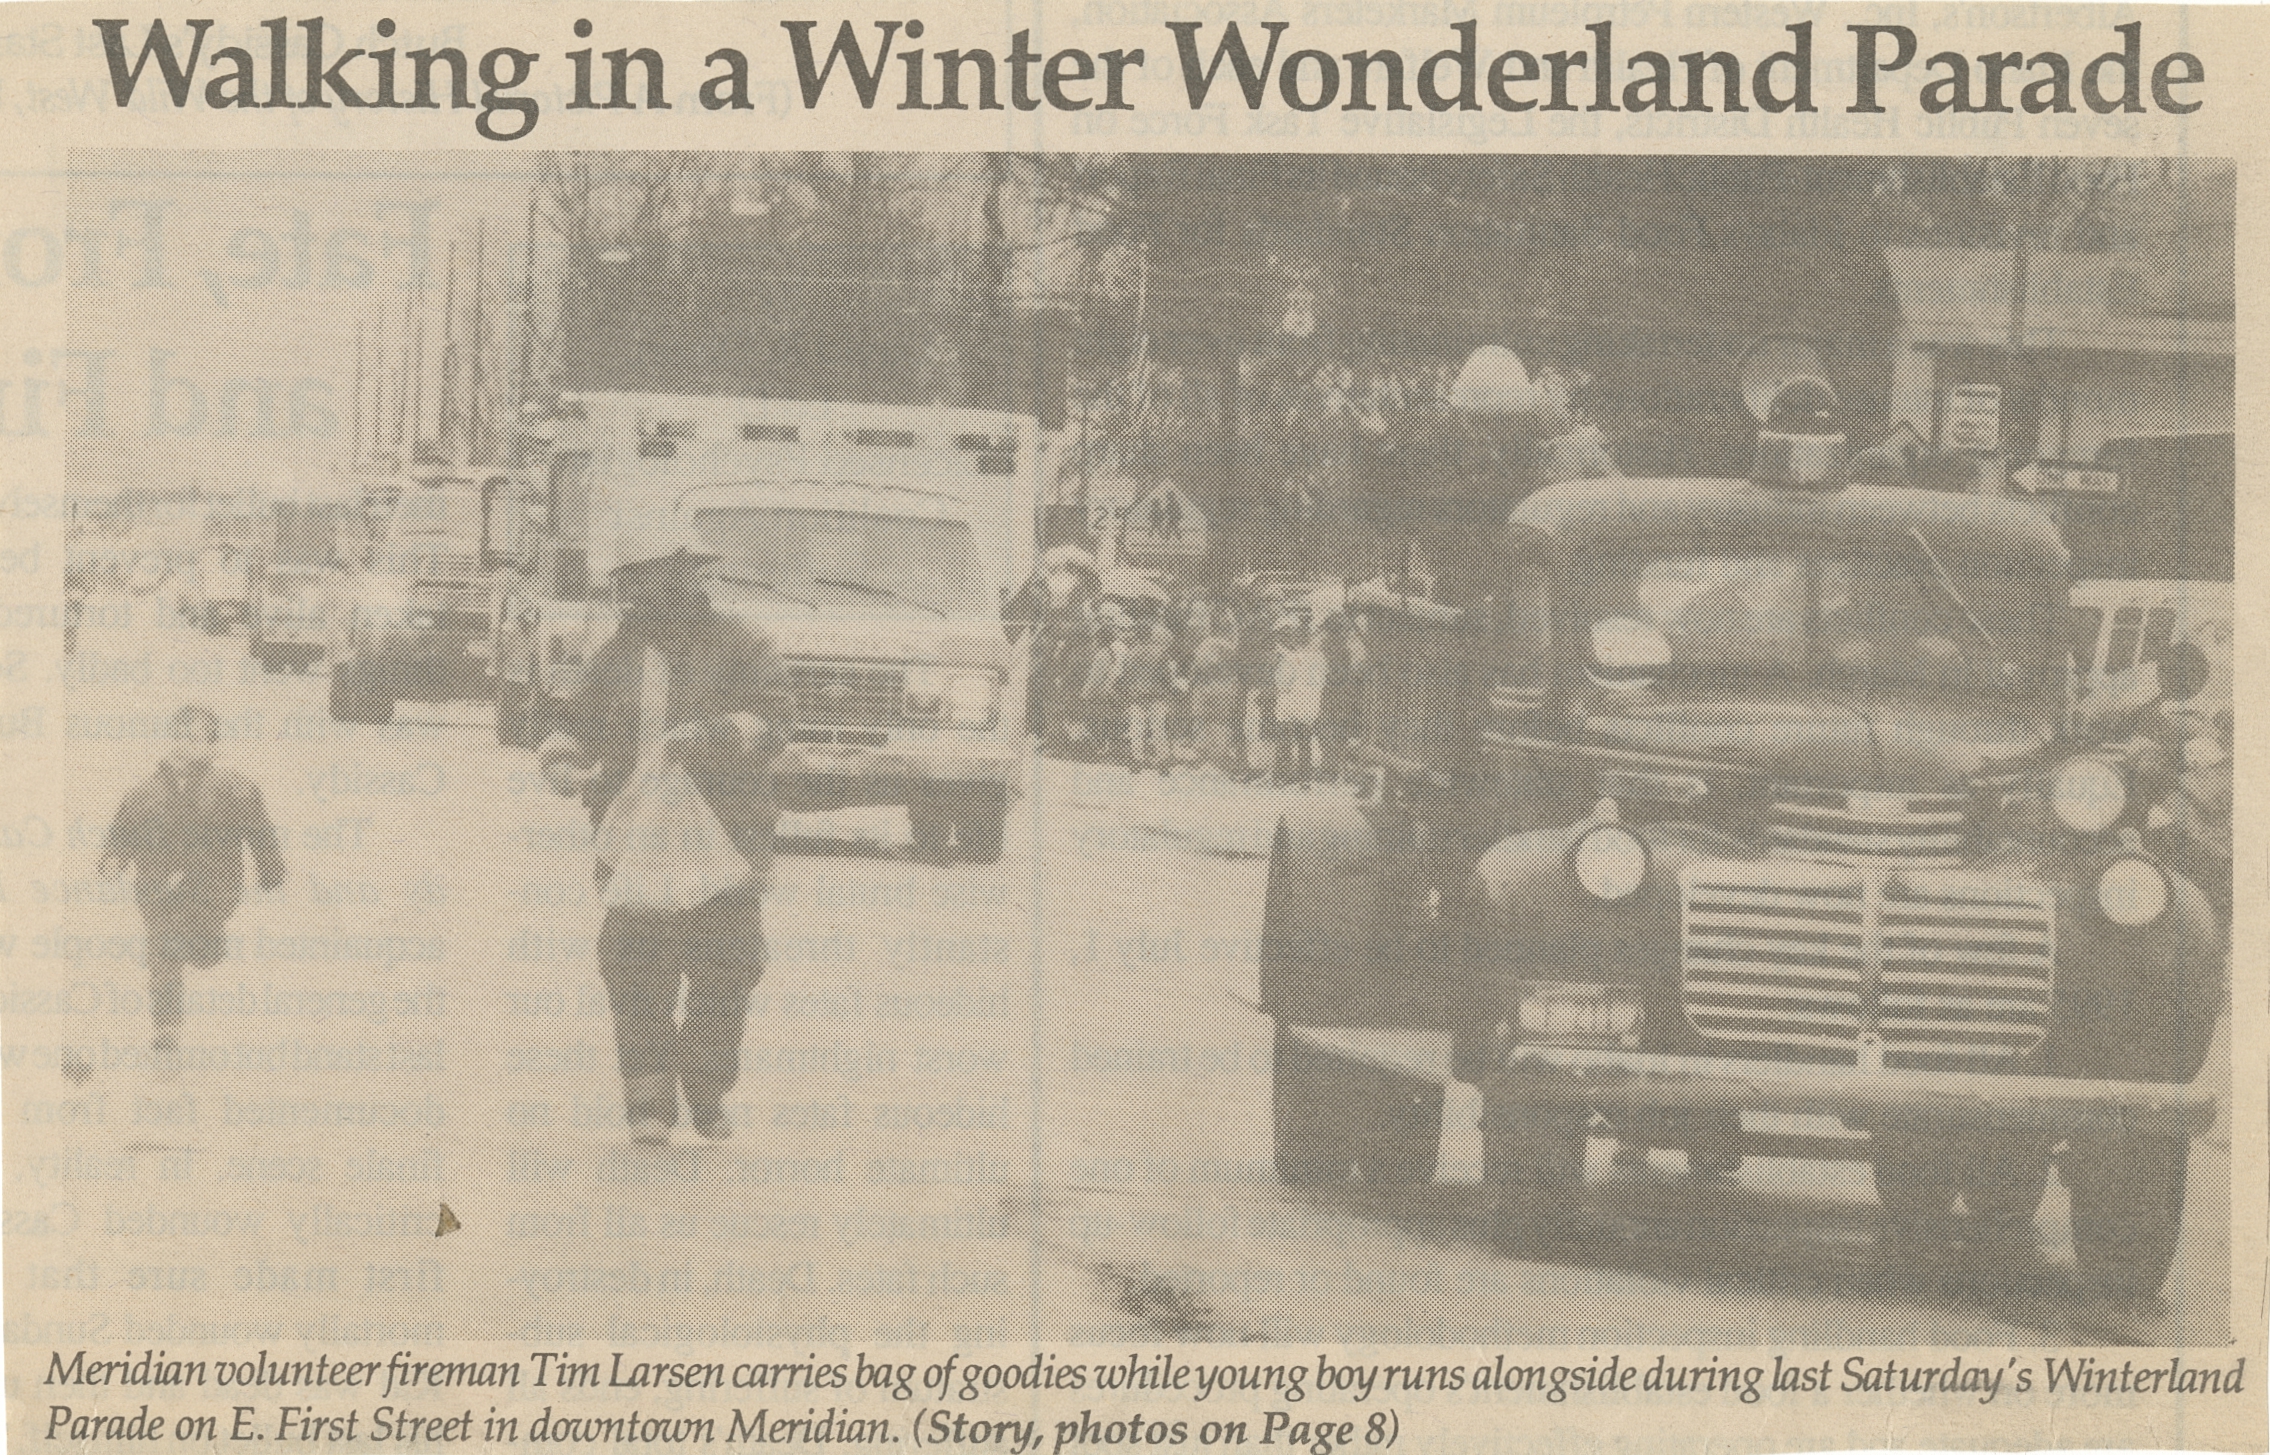 Walking in a Winter Wonderland Parade
Meridian volunteer fireman Tim Larsen carries bag of goodies while young boy runs alongside during last Saturday's Winterland
Parade on E. First Street in downtown Meridian. (Story, photos on Page 8)